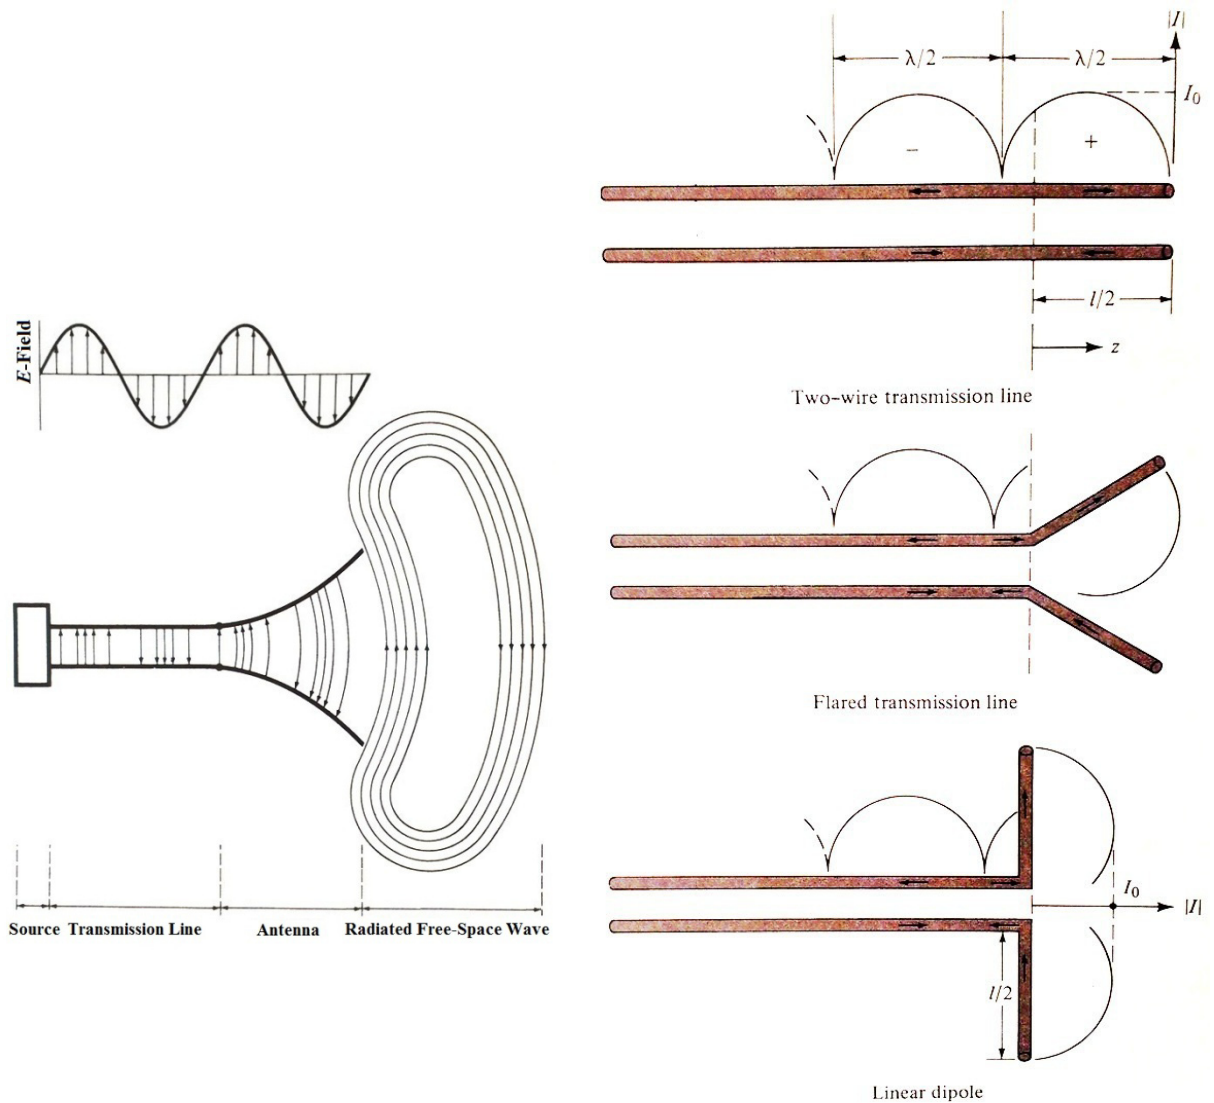 E-Field
Source Transmission Line Antenna Radiated Free-Space Wave
|I|
λ/2 λ/2
I₀
− +
l/2
z
Two-wire transmission line
Flared transmission line
I₀
|I|
l/2
Linear dipole